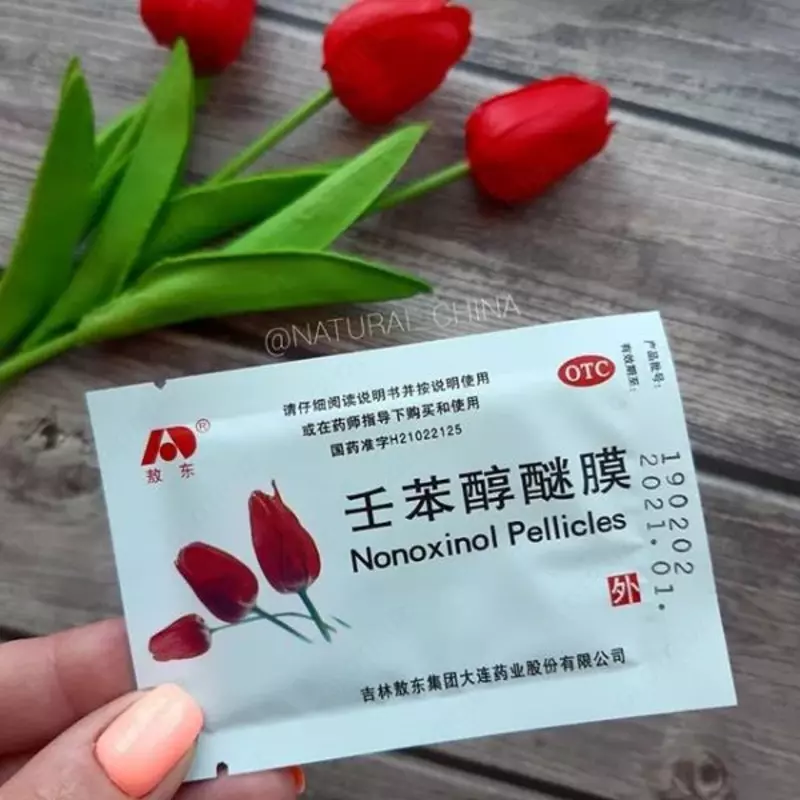 @NATURAL_CHINA
请仔细阅读说明书并按说明使用
或在药师指导下购买和使用
国药准字H21022125
OTC
产品批号：
有效期至：
190202
2021.01.
敖东®
壬苯醇醚膜
Nonoxinol Pellicles
外
吉林敖东集团大连药业股份有限公司